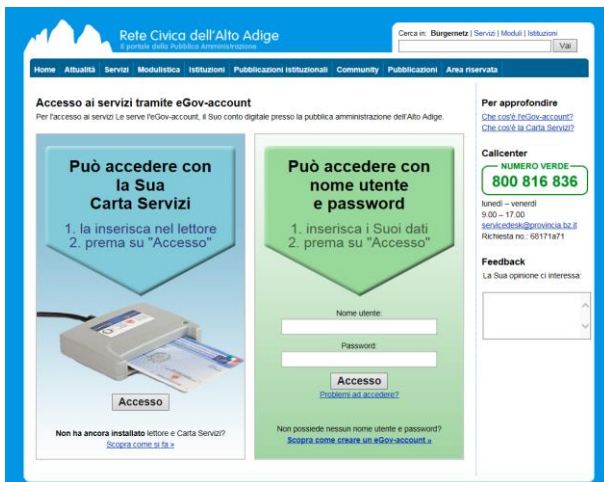 Rete Civica dell'Alto Adige
Il portale della Pubblica Amministrazione
Cerca in: Bürgernetz | Servizi | Moduli | Istituzioni
Vai
Home Attualità Servizi Modulistica Istituzioni Pubblicazioni istituzionali Community Pubblicazioni Area riservata
Accesso ai servizi tramite eGov-account
Per l'accesso ai servizi Le serve l'eGov-account, il Suo conto digitale presso la pubblica amministrazione dell'Alto Adige.
Può accedere con
la Sua
Carta Servizi
1. la inserisca nel lettore
2. prema su "Accesso"
Accesso
Non ha ancora installato lettore e Carta Servizi?
Scopra come si fa »
Può accedere con
nome utente
e password
1. inserisca i Suoi dati
2. prema su "Accesso"
Nome utente:
Password:
Accesso
Problemi ad accedere?
Non possiede nessun nome utente e password?
Scopra come creare un eGov-account »
Per approfondire
Che cos'è l'eGov-account?
Che cos'è la Carta Servizi?
Callcenter
NUMERO VERDE
800 816 836
lunedì – venerdì
9.00 – 17.00
servicedesk@provincia.bz.it
Richiesta no.: 68171a71
Feedback
La Sua opinione ci interessa: